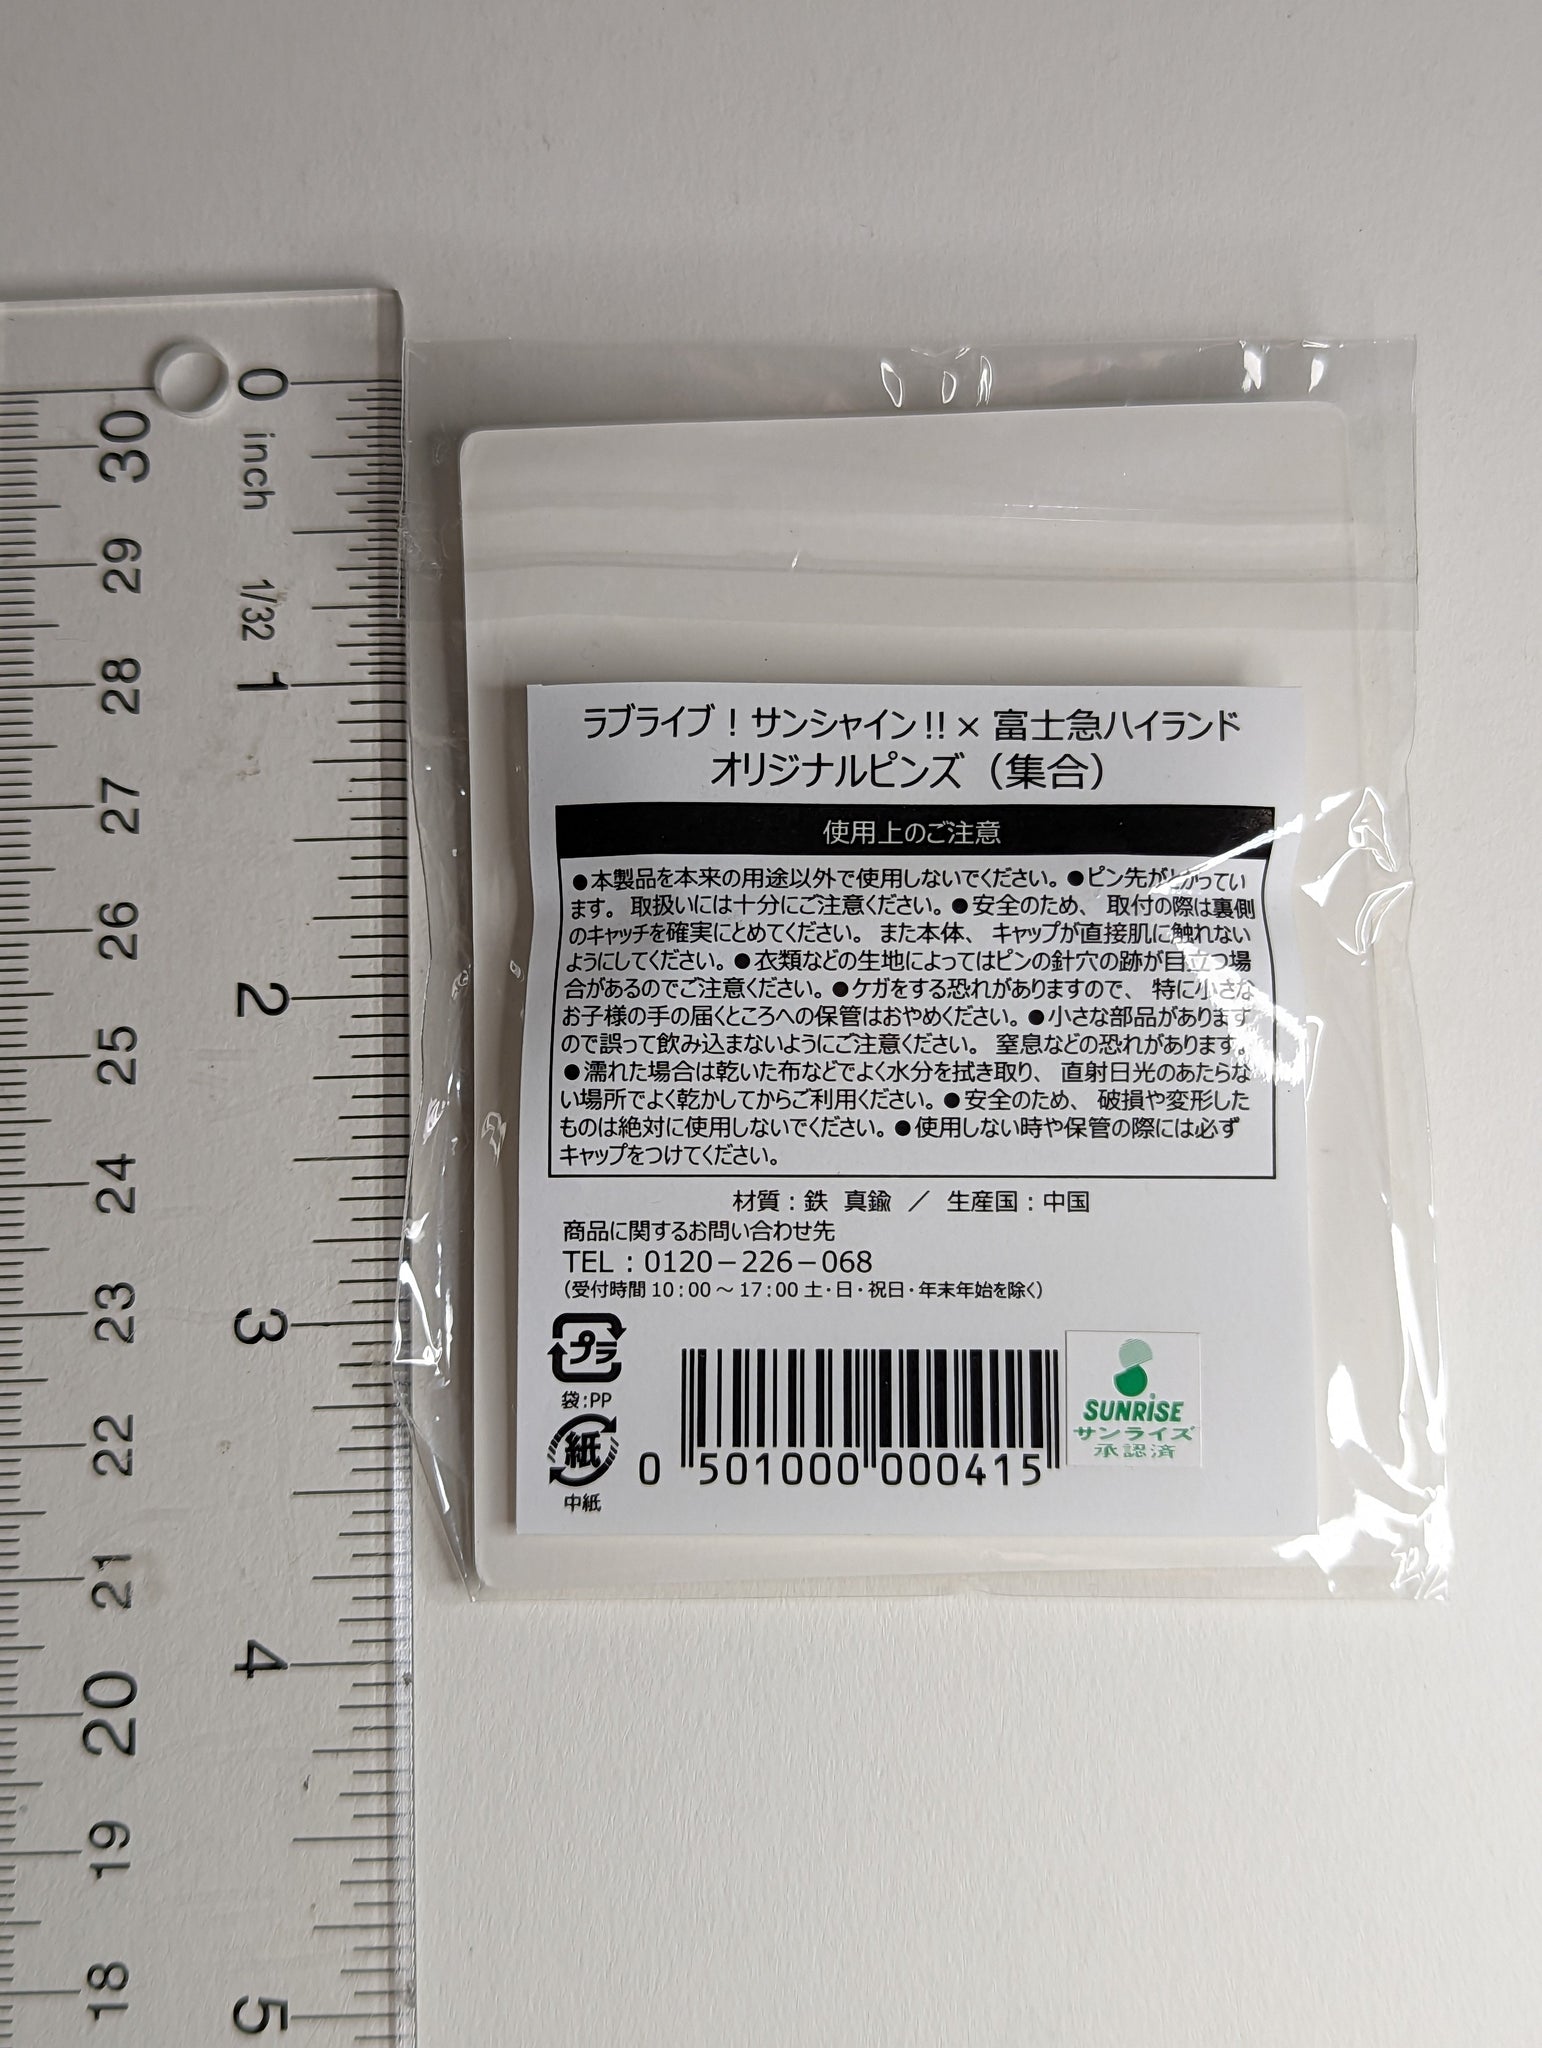 0
inch
1/32
1
2
3
4
5
30
29
28
27
26
25
24
23
22
21
20
19
18
ラブライブ！サンシャイン!!×富士急ハイランド
オリジナルピンズ（集合）
使用上のご注意
●本製品を本来の用途以外で使用しないでください。●ピン先がとがってい
ます。取扱いには十分にご注意ください。●安全のため、取付の際は裏側
のキャッチを確実にとめてください。また本体、キャップが直接肌に触れない
ようにしてください。●衣類などの生地によってはピンの針穴の跡が目立つ場
合があるのでご注意ください。●ケガをする恐れがありますので、特に小さな
お子様の手の届くところへの保管はおやめください。●小さな部品があります
ので誤って飲み込まないようにご注意ください。窒息などの恐れがあります。
●濡れた場合は乾いた布などでよく水分を拭き取り、直射日光のあたらな
い場所でよく乾かしてからご利用ください。●安全のため、破損や変形した
ものは絶対に使用しないでください。●使用しない時や保管の際には必ず
キャップをつけてください。
材質：鉄 真鍮 ／ 生産国：中国
商品に関するお問い合わせ先
TEL：0120－226－068
（受付時間 10：00 ～ 17：00 土・日・祝日・年末年始を除く）
プラ
袋：PP
紙
中紙
0 501000 000415
SUNRiSE
サンライズ
承認済